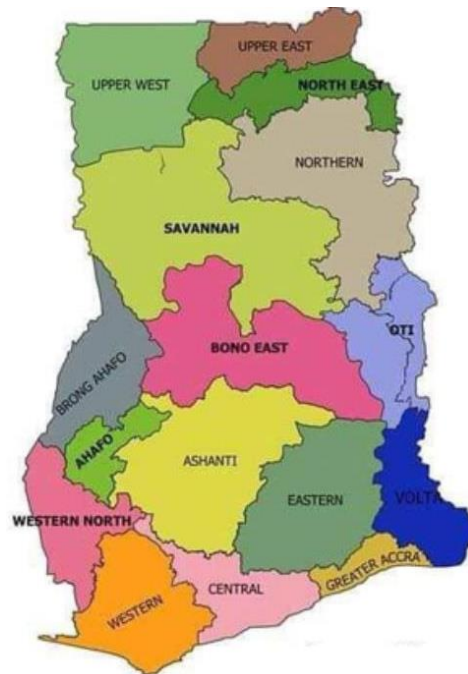 UPPER EAST
UPPER WEST
NORTH EAST
NORTHERN
SAVANNAH
OTI
BONO EAST
BRONG AHAFO
AHAFO
ASHANTI
EASTERN
VOLTA
WESTERN NORTH
GREATER ACCRA
CENTRAL
WESTERN